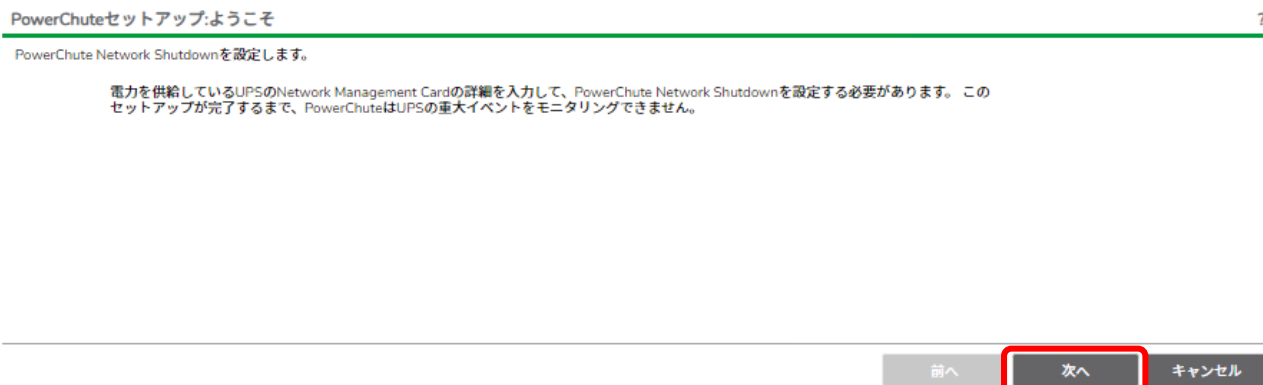 PowerChuteセットアップ:ようこそ
?
PowerChute Network Shutdownを設定します。
電力を供給しているUPSのNetwork Management Cardの詳細を入力して、PowerChute Network Shutdownを設定する必要があります。 この
セットアップが完了するまで、PowerChuteはUPSの重大イベントをモニタリングできません。
前へ 次へ キャンセル